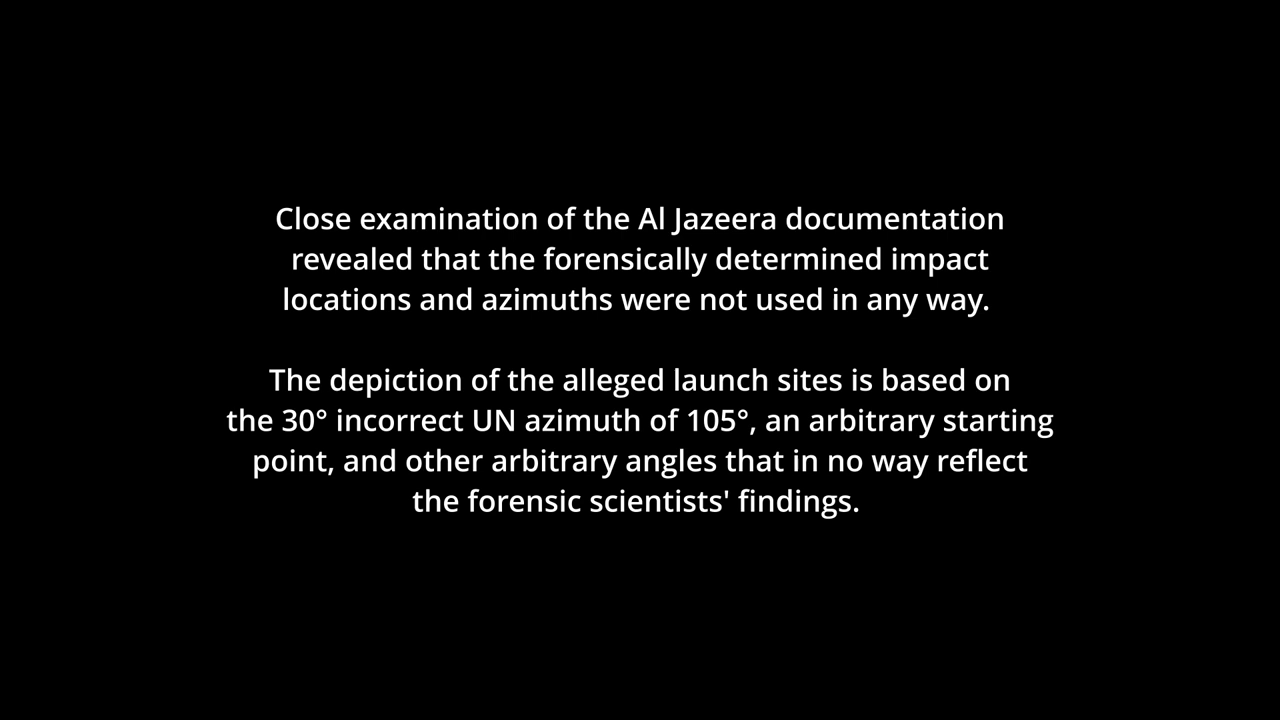 Close examination of the Al Jazeera documentation
revealed that the forensically determined impact
locations and azimuths were not used in any way.
The depiction of the alleged launch sites is based on
the 30° incorrect UN azimuth of 105°, an arbitrary starting
point, and other arbitrary angles that in no way reflect
the forensic scientists' findings.